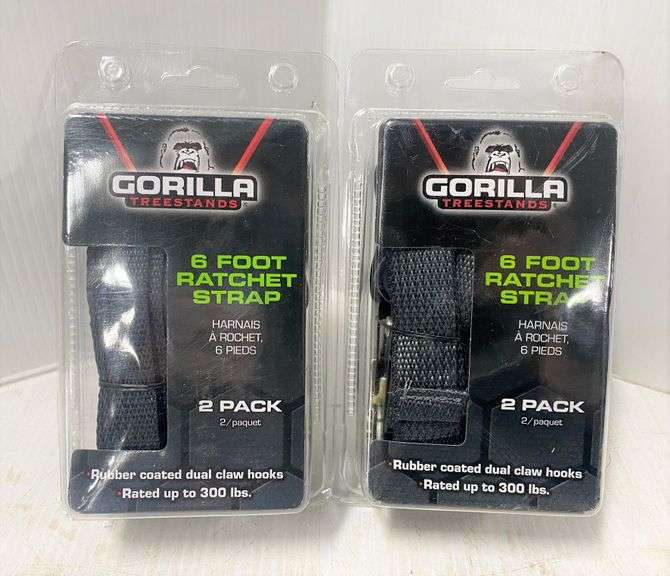 GORILLA
TREESTANDS
6 FOOT
RATCHET
STRAP
HARNAIS
À ROCHET,
6 PIEDS
2 PACK
2/paquet
•Rubber coated dual claw hooks
•Rated up to 300 lbs.
GORILLA
TREESTANDS
6 FOOT
RATCHET
STRAP
HARNAIS
À ROCHET,
6 PIEDS
2 PACK
2/paquet
•Rubber coated dual claw hooks
•Rated up to 300 lbs.